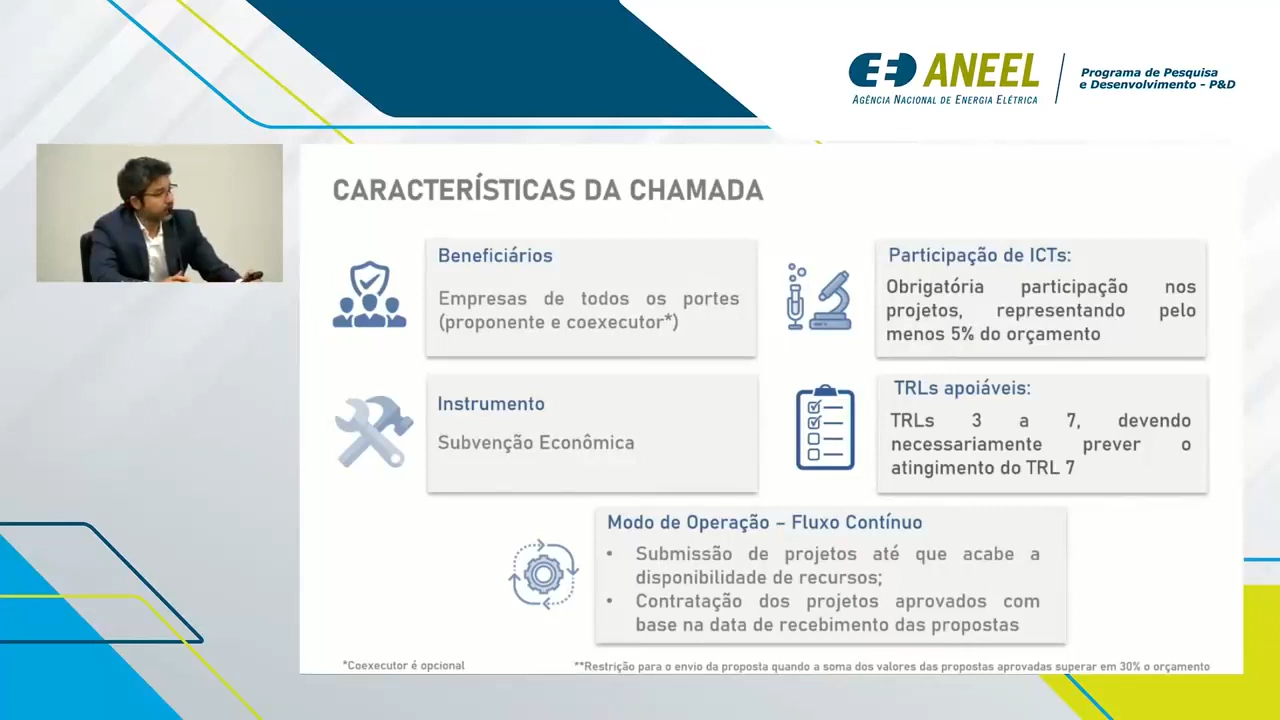 ANEEL
AGÊNCIA NACIONAL DE ENERGIA ELÉTRICA
Programa de Pesquisa
e Desenvolvimento - P&D
CARACTERÍSTICAS DA CHAMADA
Beneficiários
Empresas de todos os portes
(proponente e coexecutor*)
Participação de ICTs:
Obrigatória participação nos
projetos, representando pelo
menos 5% do orçamento
Instrumento
Subvenção Econômica
TRLs apoiáveis:
TRLs 3 a 7, devendo
necessariamente prever o
atingimento do TRL 7
Modo de Operação – Fluxo Contínuo
• Submissão de projetos até que acabe a
disponibilidade de recursos;
• Contratação dos projetos aprovados com
base na data de recebimento das propostas
*Coexecutor é opcional
**Restrição para o envio da proposta quando a soma dos valores das propostas aprovadas superar em 30% o orçamento